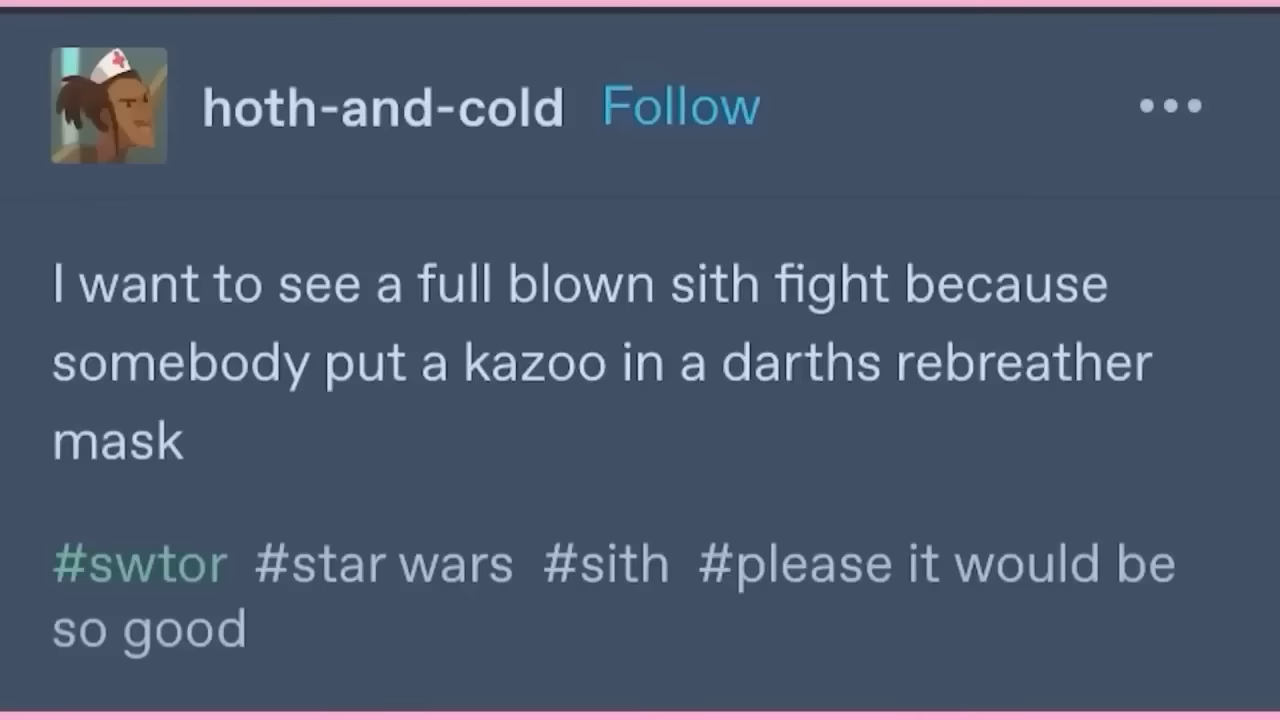 hoth-and-cold Follow
I want to see a full blown sith fight because
somebody put a kazoo in a darths rebreather
mask
#swtor #star wars #sith #please it would be
so good